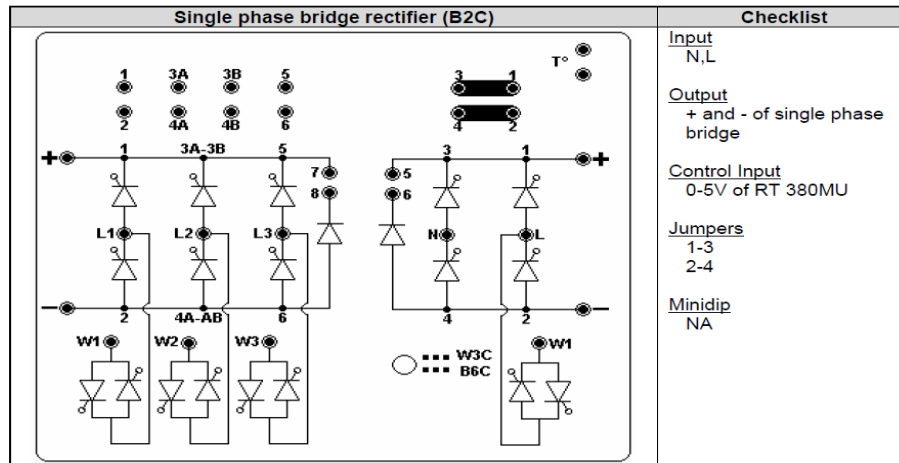 Single phase bridge rectifier (B2C)
Checklist
1 3A 3B 5
2 4A 4B 6
3 1
4 2
T°
Input
N,L
Output
+ and - of single phase
bridge
Control Input
0-5V of RT 380MU
Jumpers
1-3
2-4
Minidip
NA
+ 1 3A-3B 5
7
8
L1 L2 L3
- 2 4A-AB 6
W1 W2 W3
3 1 +
5
6
N L
4 2 -
W3C
B6C
W1